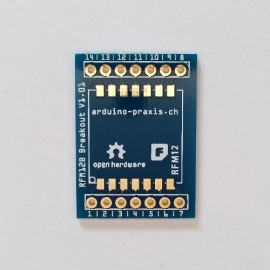 14 13 12 11 10 9 8
arduino-praxis.ch
RFM12B Breakout V1.01
open hardware
F
RFM12
1 2 3 4 5 6 7